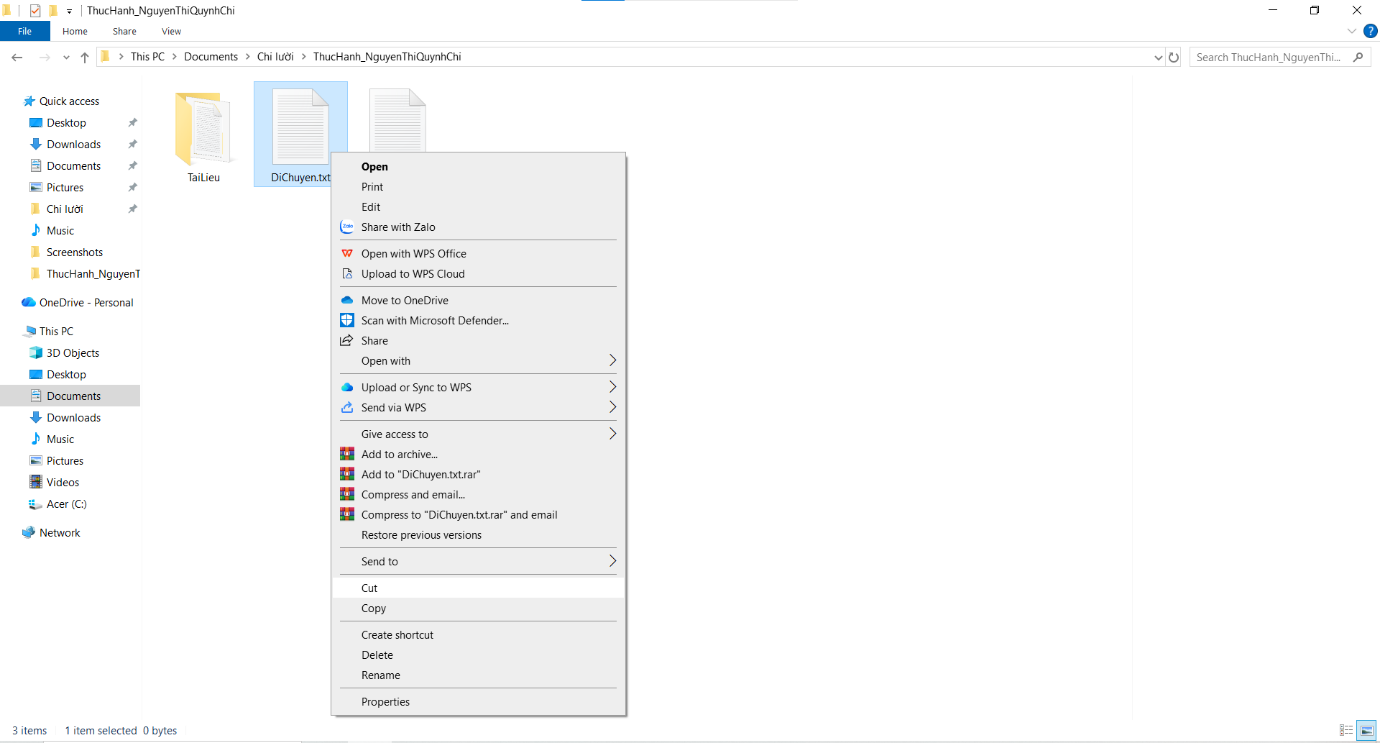 ThucHanh_NguyenThiQuynhChi
File Home Share View
This PC > Documents > Chi lười > ThucHanh_NguyenThiQuynhChi
Search ThucHanh_NguyenThi...
Quick access
Desktop
Downloads
Documents
Pictures
Chi lười
Music
Screenshots
ThucHanh_NguyenT
OneDrive - Personal
This PC
3D Objects
Desktop
Documents
Downloads
Music
Pictures
Videos
Acer (C:)
Network
TaiLieu
DiChuyen.txt
Open
Print
Edit
Zalo
Share with Zalo
Open with WPS Office
Upload to WPS Cloud
Move to OneDrive
Scan with Microsoft Defender...
Share
Open with
Upload or Sync to WPS
Send via WPS
Give access to
Add to archive...
Add to "DiChuyen.txt.rar"
Compress and email...
Compress to "DiChuyen.txt.rar" and email
Restore previous versions
Send to
Cut
Copy
Create shortcut
Delete
Rename
Properties
3 items 1 item selected 0 bytes